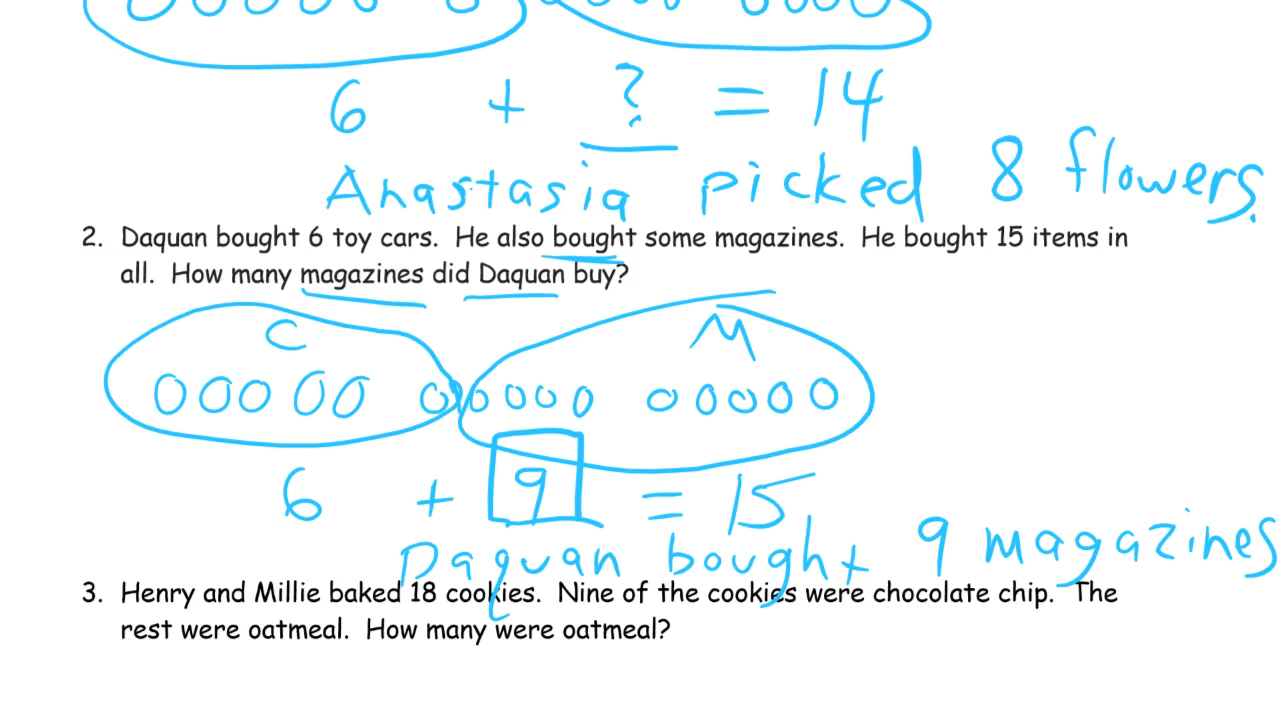 6 + ? = 14
Anastasia picked 8 flowers.
2. Daquan bought 6 toy cars. He also bought some magazines. He bought 15 items in
all. How many magazines did Daquan buy?
C M
6 + 9 = 15
Daquan bought 9 magazines
3. Henry and Millie baked 18 cookies. Nine of the cookies were chocolate chip. The
rest were oatmeal. How many were oatmeal?